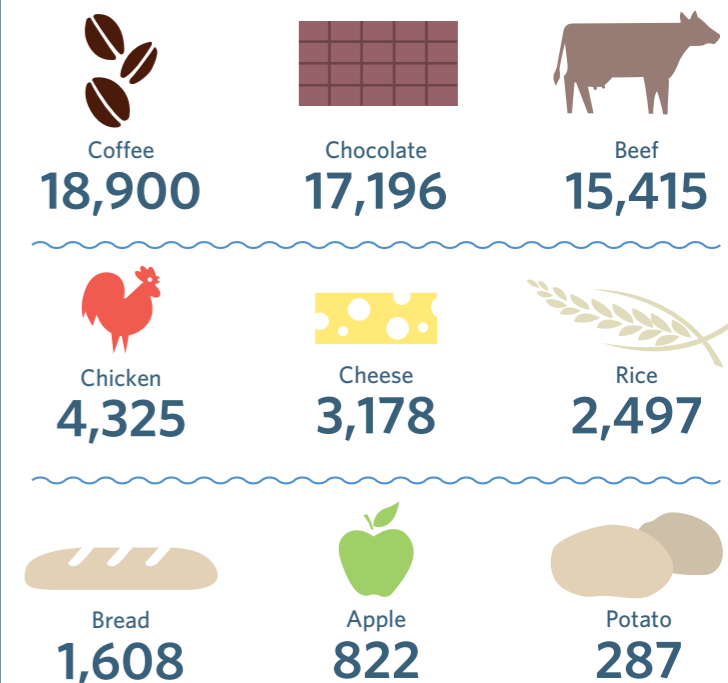 Coffee
18,900
Chocolate
17,196
Beef
15,415
Chicken
4,325
Cheese
3,178
Rice
2,497
Bread
1,608
Apple
822
Potato
287